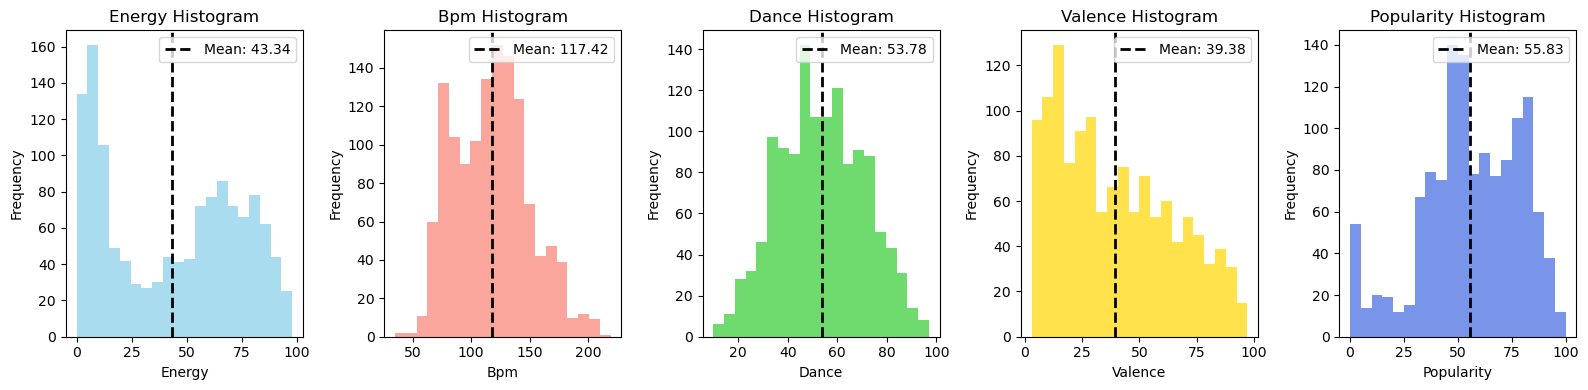 Energy Histogram
Mean: 43.34
160
140
120
100
80
60
40
20
0
Frequency
0 25 50 75 100
Energy
Bpm Histogram
Mean: 117.42
160
140
120
100
80
60
40
20
0
Frequency
50 100 150 200
Bpm
Dance Histogram
Mean: 53.78
140
120
100
80
60
40
20
0
Frequency
20 40 60 80 100
Dance
Valence Histogram
Mean: 39.38
120
100
80
60
40
20
0
Frequency
0 25 50 75 100
Valence
Popularity Histogram
Mean: 55.83
140
120
100
80
60
40
20
0
Frequency
0 25 50 75 100
Popularity